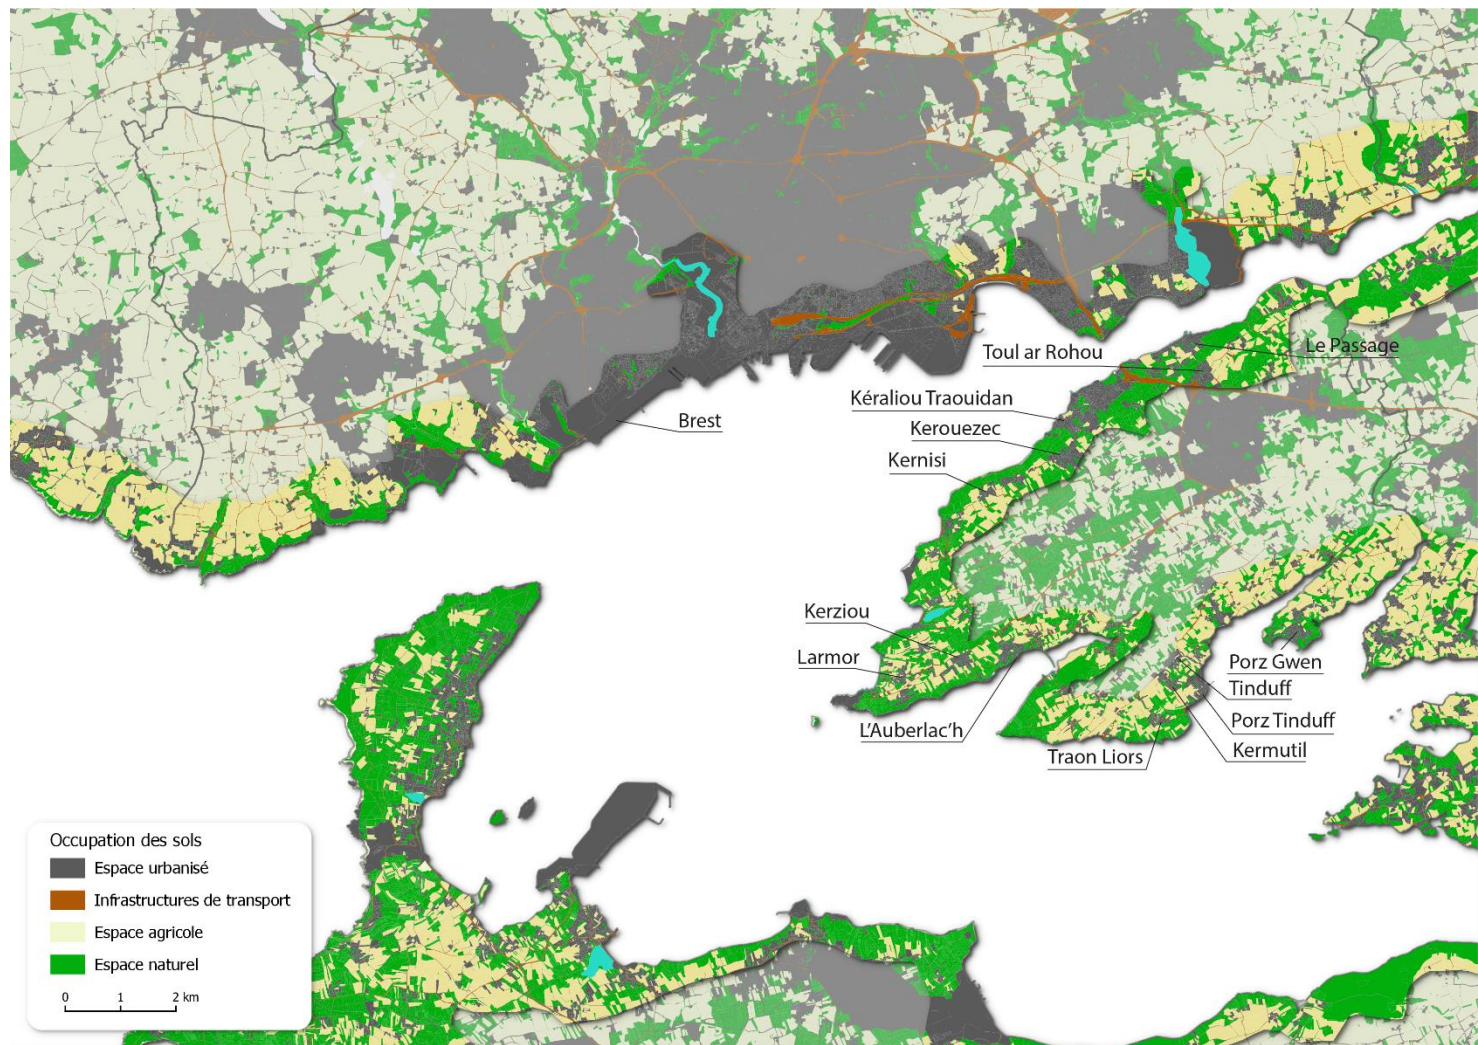 Toul ar Rohou
Le Passage
Kéraliou Traouidan
Brest
Kerouezec
Kernisi
Kerziou
Larmor
Porz Gwen
Tinduff
L'Auberlac'h
Porz Tinduff
Traon Liors
Kermutil
Occupation des sols
Espace urbanisé
Infrastructures de transport
Espace agricole
Espace naturel
0 1 2 km